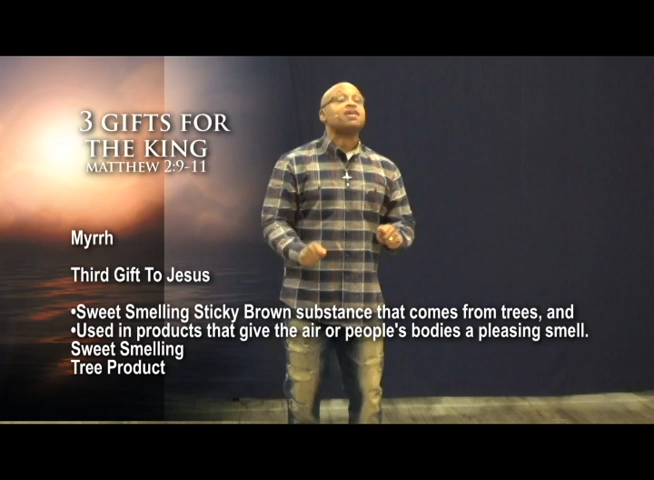 3 GIFTS FOR
THE KING
MATTHEW 2:9-11
Myrrh
Third Gift To Jesus
•Sweet Smelling Sticky Brown substance that comes from trees, and
•Used in products that give the air or people's bodies a pleasing smell.
Sweet Smelling
Tree Product